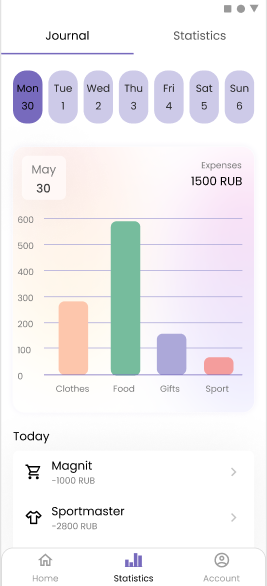 Journal Statistics
Mon Tue Wed Thu Fri Sat Sun
30 1 2 3 4 5 6
May
30
Expenses
1500 RUB
600
500
400
300
200
100
0
Clothes Food Gifts Sport
Today
Magnit
-1000 RUB
Sportmaster
-2800 RUB
Home Statistics Account